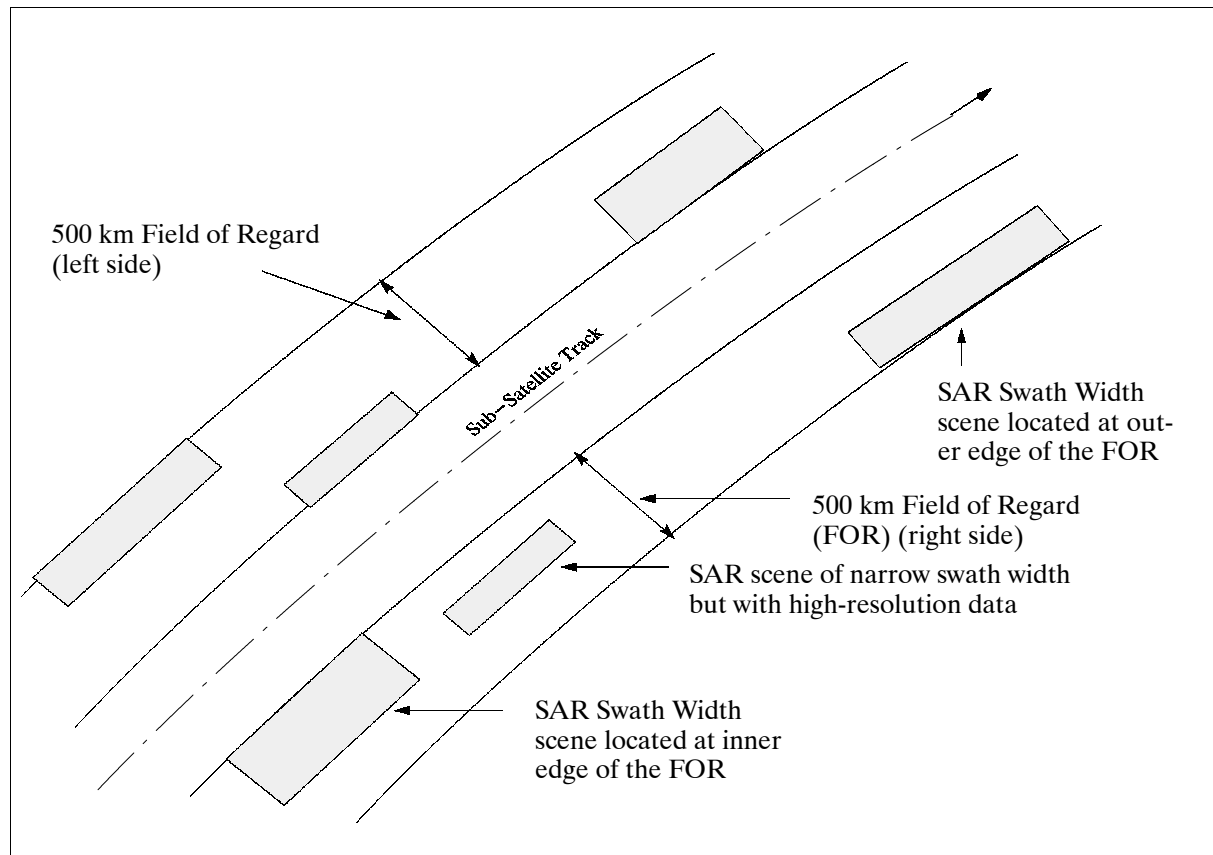 500 km Field of Regard
(left side)
Sub-Satellite Track
SAR Swath Width
scene located at out-
er edge of the FOR
500 km Field of Regard
(FOR) (right side)
SAR scene of narrow swath width
but with high-resolution data
SAR Swath Width
scene located at inner
edge of the FOR